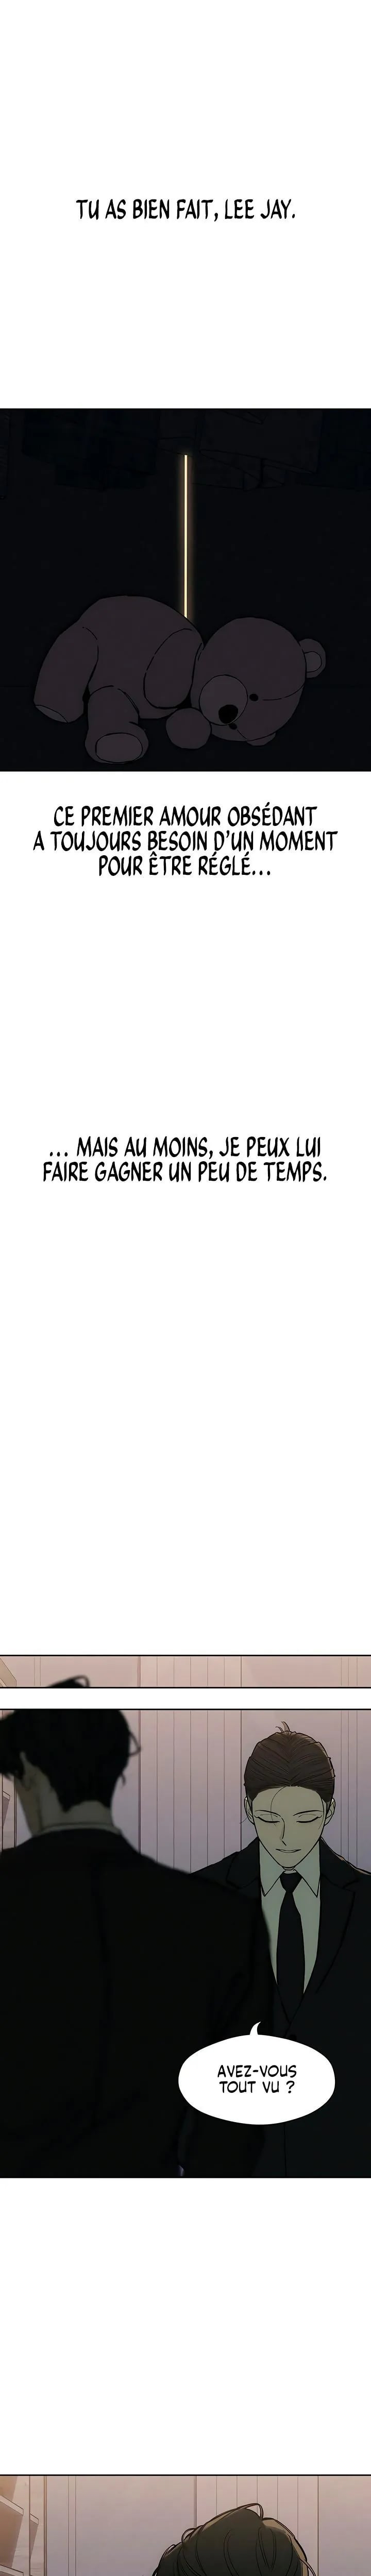 TU AS BIEN FAIT, LEE JAY.
CE PREMIER AMOUR OBSÉDANT
A TOUJOURS BESOIN D'UN MOMENT
POUR ÊTRE RÉGLÉ...
... MAIS AU MOINS, JE PEUX LUI
FAIRE GAGNER UN PEU DE TEMPS.
AVEZ-VOUS
TOUT VU ?